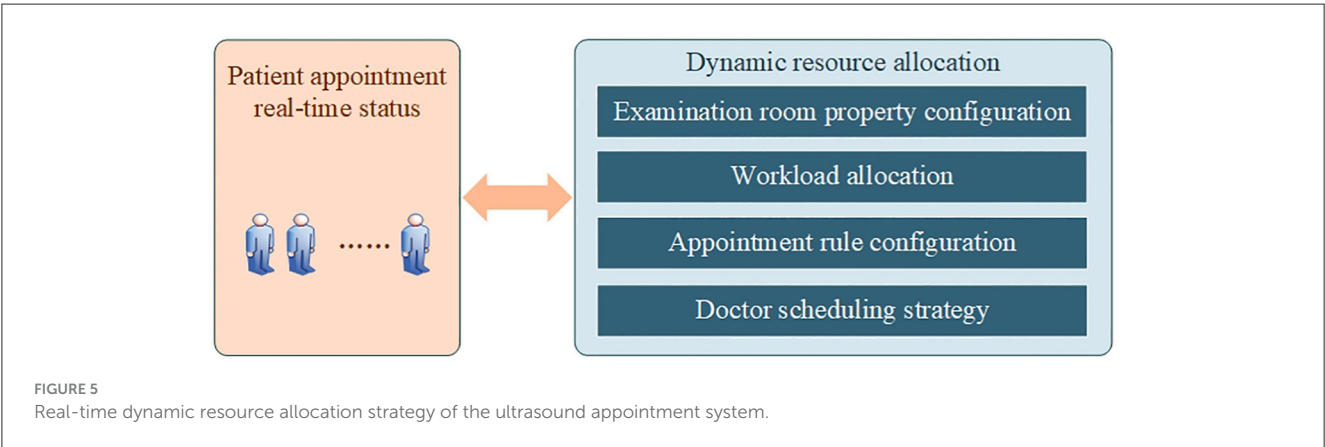 Patient appointment
real-time status
......
Dynamic resource allocation
Examination room property configuration
Workload allocation
Appointment rule configuration
Doctor scheduling strategy
FIGURE 5
Real-time dynamic resource allocation strategy of the ultrasound appointment system.